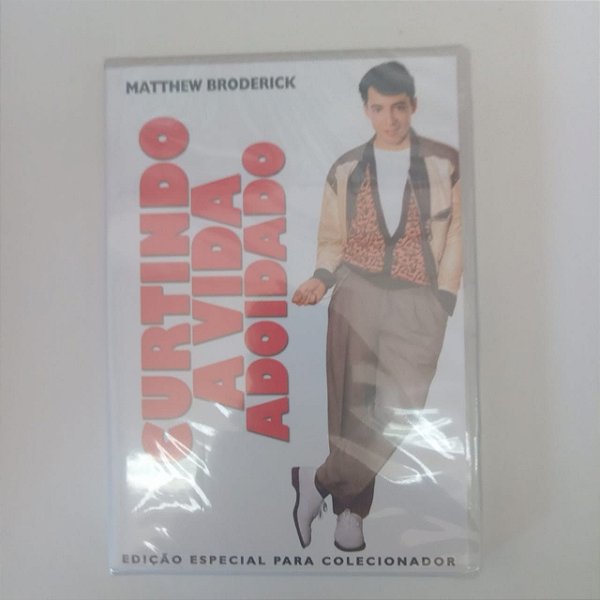 MATTHEW BRODERICK
CURTINDO
A VIDA
ADOIDADO
EDIÇÃO ESPECIAL PARA COLECIONADOR